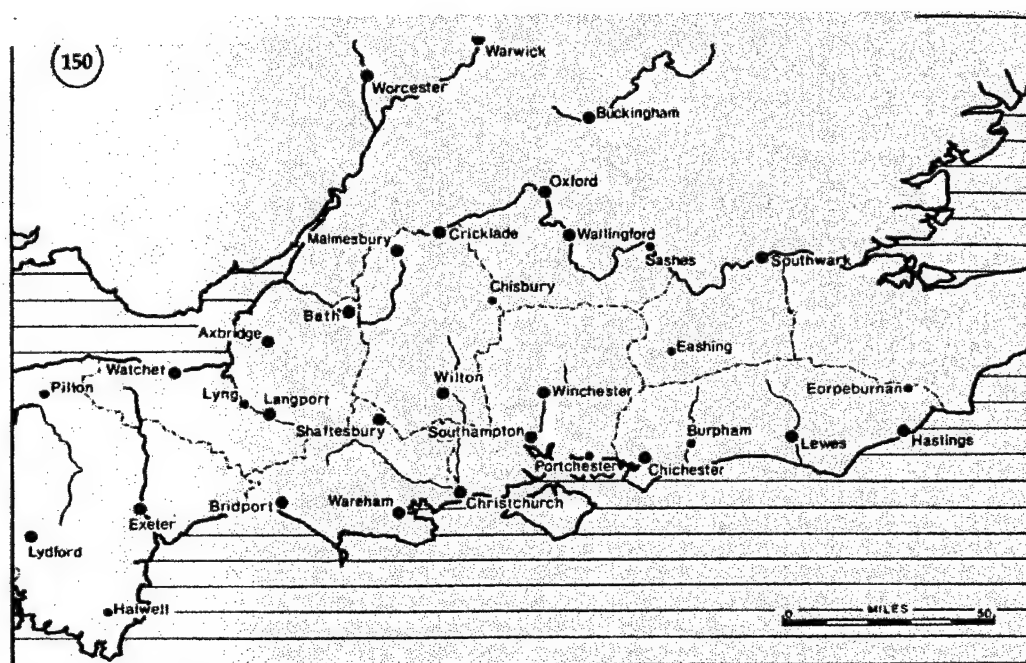 150
Warwick
Worcester
Buckingham
Oxford
Malmesbury
Cricklade
Wallingford
Sashes
Southwark
Chisbury
Bath
Axbridge
Eashing
Watchet
Pilton
Wilton
Winchester
Eorpeburnan
Lyng
Langport
Shaftesbury
Southampton
Burpham
Lewes
Hastings
Portchester
Chichester
Bridport
Wareham
Christchurch
Exeter
Lydford
Halwell
0 MILES 50